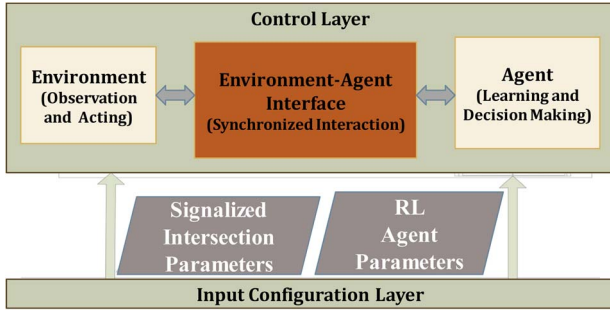 Control Layer
Environment
(Observation
and  Acting)
Environment-Agent
Interface
(Synchronized Interaction)
Agent
(Learning and
Decision Making)
Signalized
Intersection
Parameters
RL
Agent
Parameters
Input Configuration Layer